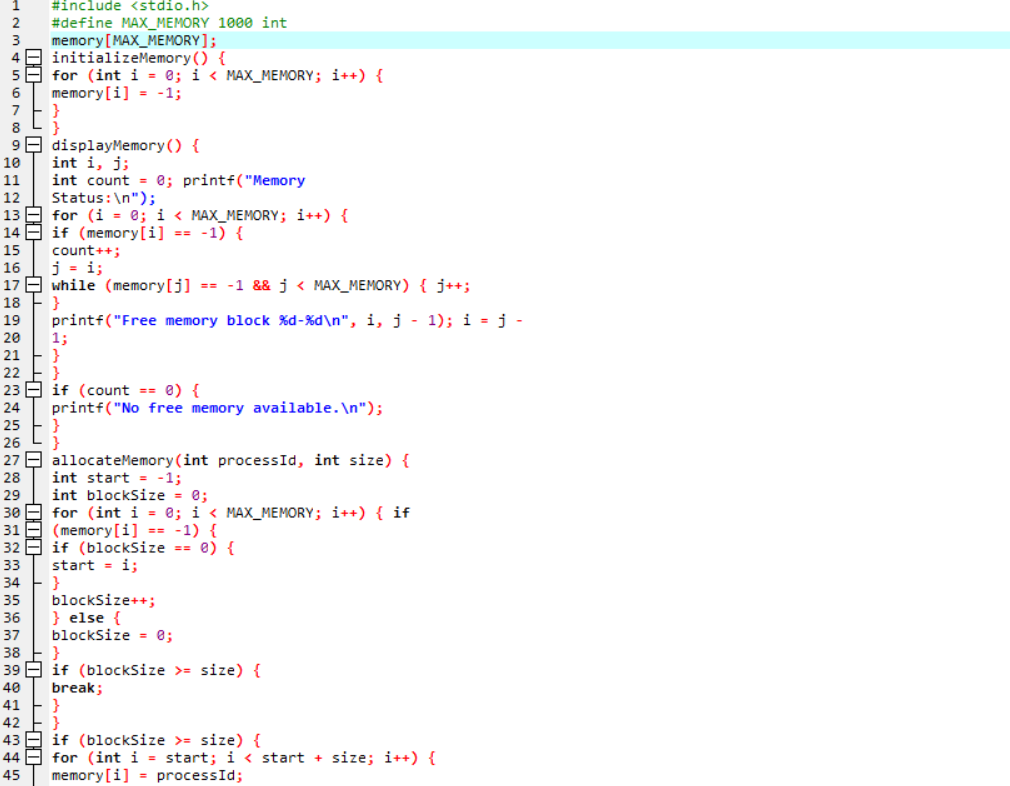 1 #include <stdio.h>
2 #define MAX_MEMORY 1000 int
3 memory[MAX_MEMORY];
4 initializeMemory() {
5 for (int i = 0; i < MAX_MEMORY; i++) {
6 memory[i] = -1;
7 }
8 }
9 displayMemory() {
10 int i, j;
11 int count = 0; printf("Memory
12 Status:\n");
13 for (i = 0; i < MAX_MEMORY; i++) {
14 if (memory[i] == -1) {
15 count++;
16 j = i;
17 while (memory[j] == -1 && j < MAX_MEMORY) { j++;
18 }
19 printf("Free memory block %d-%d\n", i, j - 1); i = j -
20 1;
21 }
22 }
23 if (count == 0) {
24 printf("No free memory available.\n");
25 }
26 }
27 allocateMemory(int processId, int size) {
28 int start = -1;
29 int blockSize = 0;
30 for (int i = 0; i < MAX_MEMORY; i++) { if
31 (memory[i] == -1) {
32 if (blockSize == 0) {
33 start = i;
34 }
35 blockSize++;
36 } else {
37 blockSize = 0;
38 }
39 if (blockSize >= size) {
40 break;
41 }
42 }
43 if (blockSize >= size) {
44 for (int i = start; i < start + size; i++) {
45 memory[i] = processId;